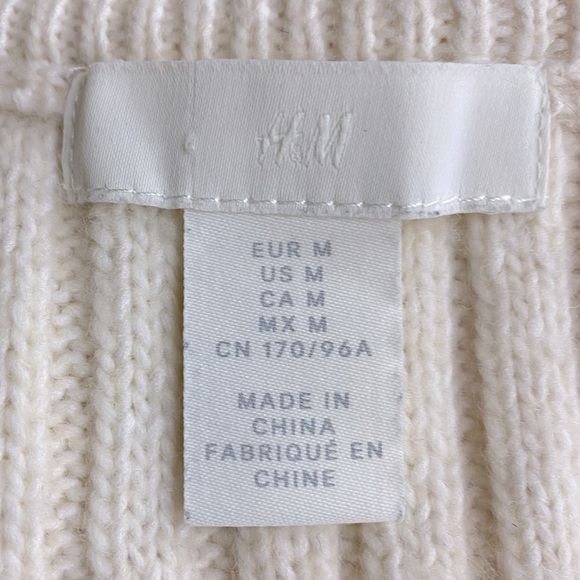 H&M
EUR M
US M
CA M
MX M
CN 170/96A
MADE IN
CHINA
FABRIQUÉ EN
CHINE